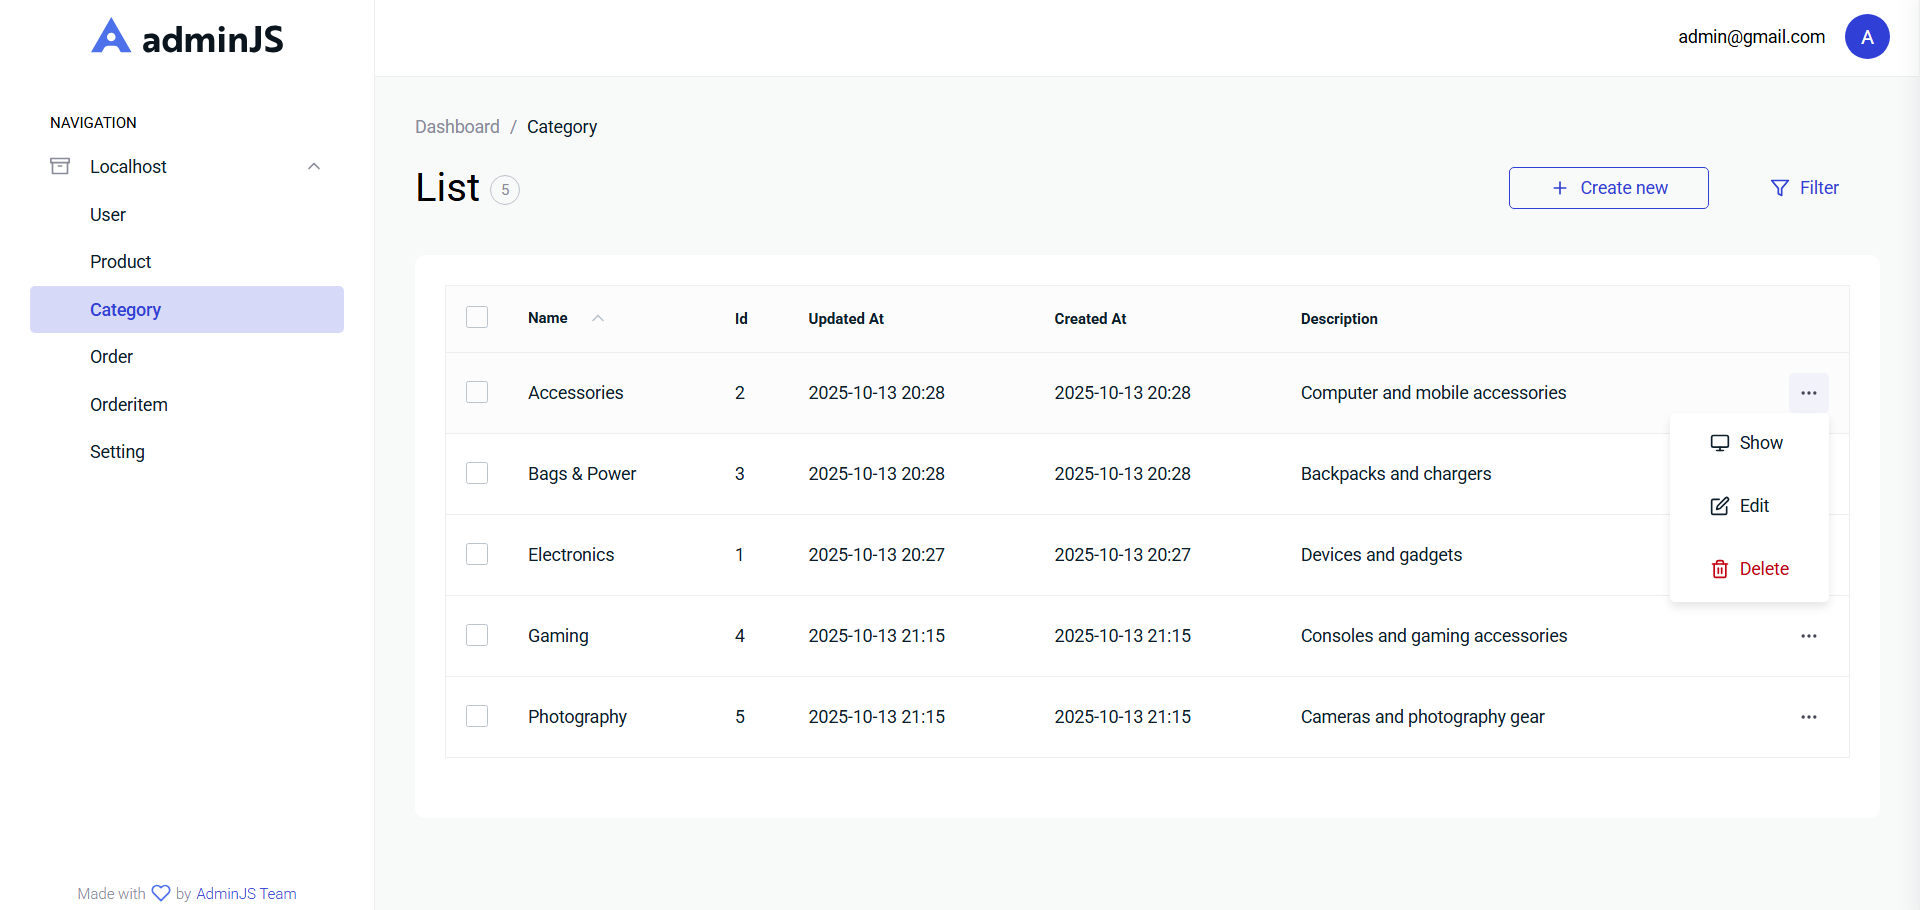 adminJS
admin@gmail.com
A
NAVIGATION
Localhost
User
Product
Category
Order
Orderitem
Setting
Made with by AdminJS Team
Dashboard / Category
List 5
Create new
Filter
Name Id Updated At Created At Description
Accessories 2 2025-10-13 20:28 2025-10-13 20:28 Computer and mobile accessories
Bags & Power 3 2025-10-13 20:28 2025-10-13 20:28 Backpacks and chargers
Electronics 1 2025-10-13 20:27 2025-10-13 20:27 Devices and gadgets
Gaming 4 2025-10-13 21:15 2025-10-13 21:15 Consoles and gaming accessories
Photography 5 2025-10-13 21:15 2025-10-13 21:15 Cameras and photography gear
Show
Edit
Delete